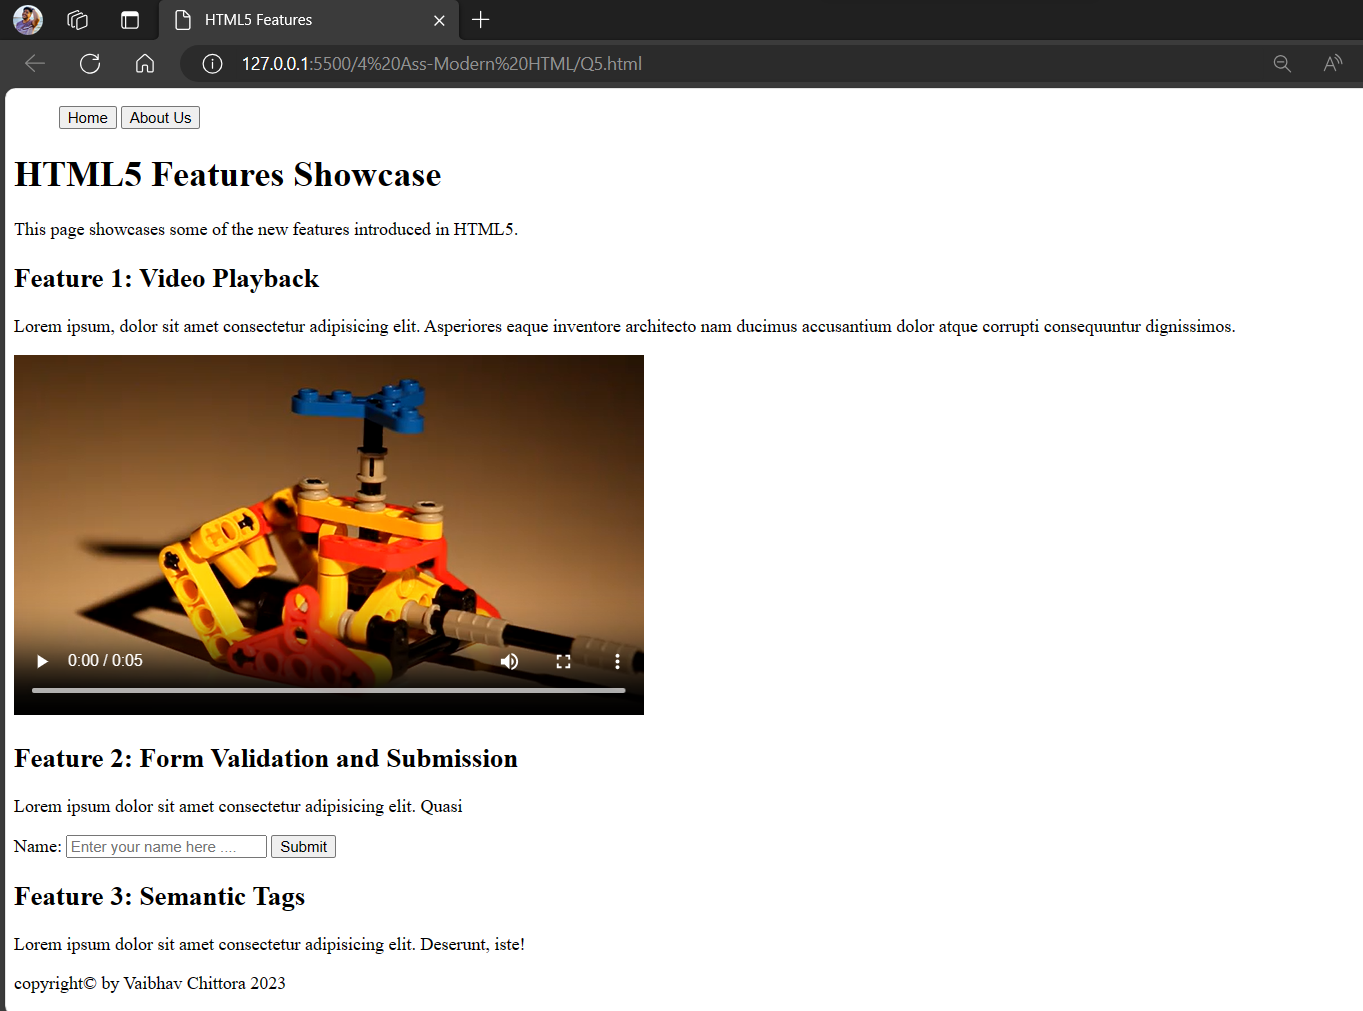 HTML5 Features
127.0.0.1:5500/4%20Ass-Modern%20HTML/Q5.html
Home About Us
HTML5 Features Showcase
This page showcases some of the new features introduced in HTML5.
Feature 1: Video Playback
Lorem ipsum, dolor sit amet consectetur adipisicing elit. Asperiores eaque inventore architecto nam ducimus accusantium dolor atque corrupti consequuntur dignissimos.
0:00 / 0:05
Feature 2: Form Validation and Submission
Lorem ipsum dolor sit amet consectetur adipisicing elit. Quasi
Name: Enter your name here .... Submit
Feature 3: Semantic Tags
Lorem ipsum dolor sit amet consectetur adipisicing elit. Deserunt, iste!
copyright© by Vaibhav Chittora 2023